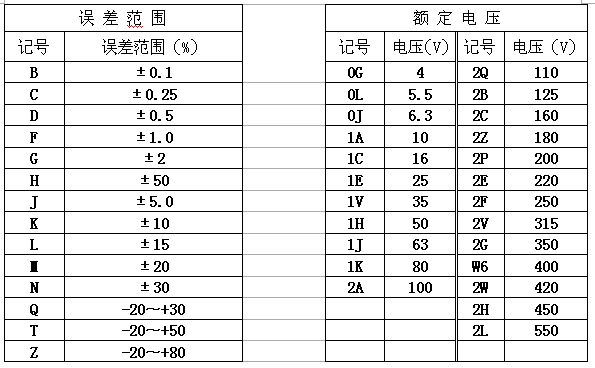 误 差 范 围 额 定 电 压
记号 误差范围（%） 记号 电压(V) 记号 电压（V）
B ±0.1 0G 4 2Q 110
C ±0.25 0L 5.5 2B 125
D ±0.5 0J 6.3 2C 160
F ±1.0 1A 10 2Z 180
G ±2 1C 16 2P 200
H ±50 1E 25 2E 220
J ±5.0 1V 35 2F 250
K ±10 1H 50 2V 315
L ±15 1J 63 2G 350
M ±20 1K 80 W6 400
N ±30 2A 100 2W 420
Q -20～+30 2H 450
T -20～+50 2L 550
Z -20～+80